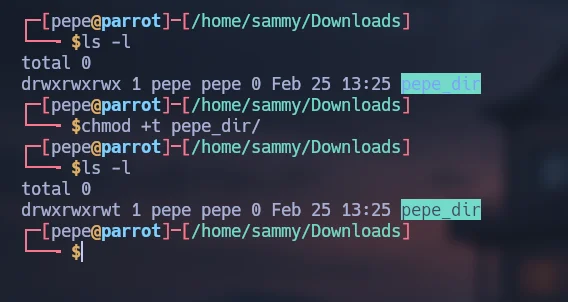 ┌─[pepe@parrot]─[/home/sammy/Downloads]
└──╼ $ls -l
total 0
drwxrwxrwx 1 pepe pepe 0 Feb 25 13:25 pepe_dir
┌─[pepe@parrot]─[/home/sammy/Downloads]
└──╼ $chmod +t pepe_dir/
┌─[pepe@parrot]─[/home/sammy/Downloads]
└──╼ $ls -l
total 0
drwxrwxrwt 1 pepe pepe 0 Feb 25 13:25 pepe_dir
┌─[pepe@parrot]─[/home/sammy/Downloads]
└──╼ $